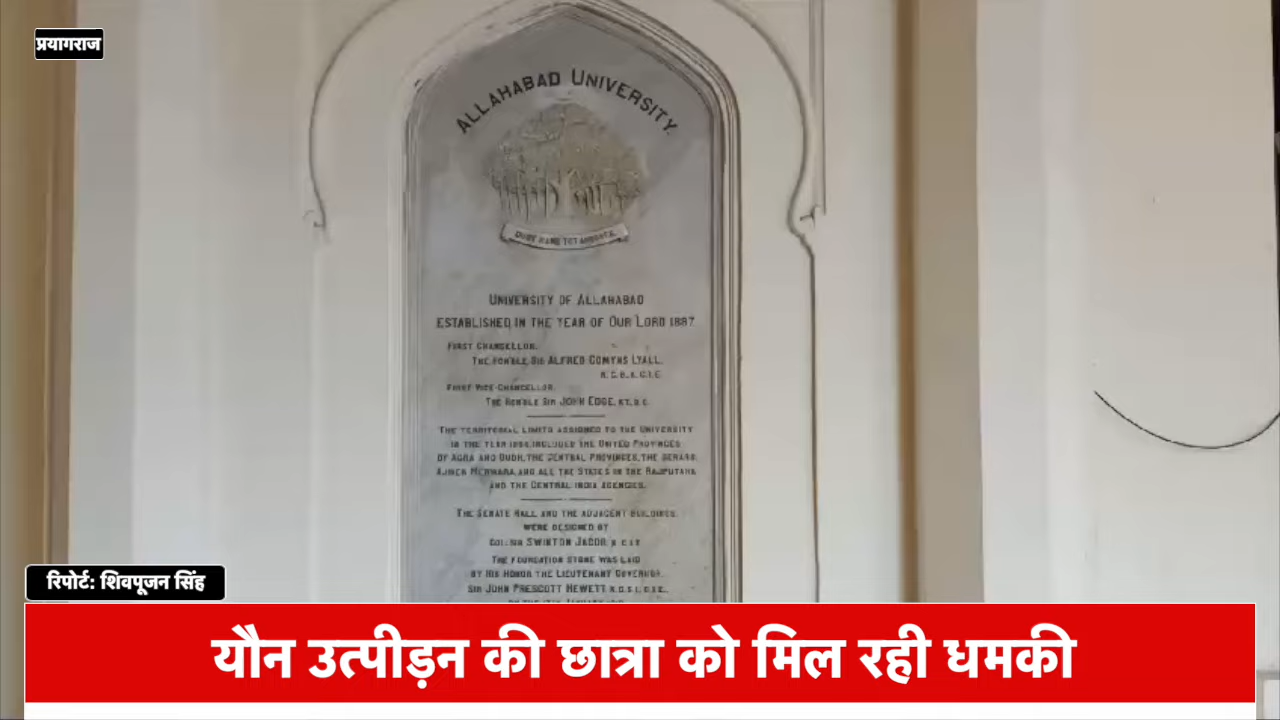 प्रयागराज
ALLAHABAD UNIVERSITY.
UNIVERSITY OF ALLAHABAD
ESTABLISHED IN THE YEAR OF OUR LORD 1887
FIRST CHANCELLOR.
THE HON'BLE SIR ALFRED COMYNS LYALL.
FIRST VICE-CHANCELLOR.
THE HON'BLE SIR JOHN EDGE, KT.
THE TERRITORIAL LIMITS ASSIGNED TO THE UNIVERSITY
IN THE YEAR INCLUDED THE UNITED PROVINCES
OF AGRA AND OUDH, THE CENTRAL PROVINCES, THE BERARS,
AJMER MERWARA, AND ALL THE STATES IN THE RAJPUTANA
AND THE CENTRAL INDIA AGENCIES.
THE SENATE HALL AND THE ADJACENT BUILDINGS
WERE DESIGNED BY
COL: SIR SWINTON JACOB
THE FOUNDATION STONE WAS LAID
BY HIS HONOR THE LIEUTENANT GOVERNOR
SIR JOHN PRESCOTT HEWETT
रिपोर्ट: शिवपूजन सिंह
यौन उत्पीड़न की छात्रा को मिल रही धमकी